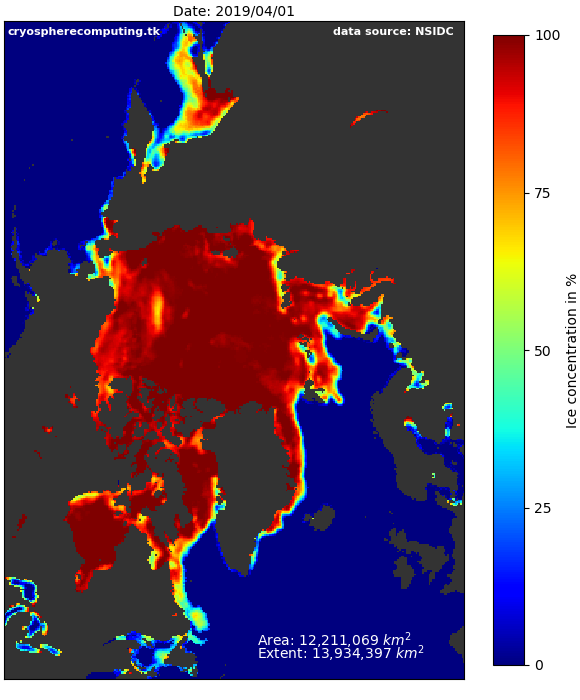 Date: 2019/04/01
cryospherecomputing.tk
data source: NSIDC
100
75
50
25
0
Ice concentration in %
Area: 12,211,069 km²
Extent: 13,934,397 km²